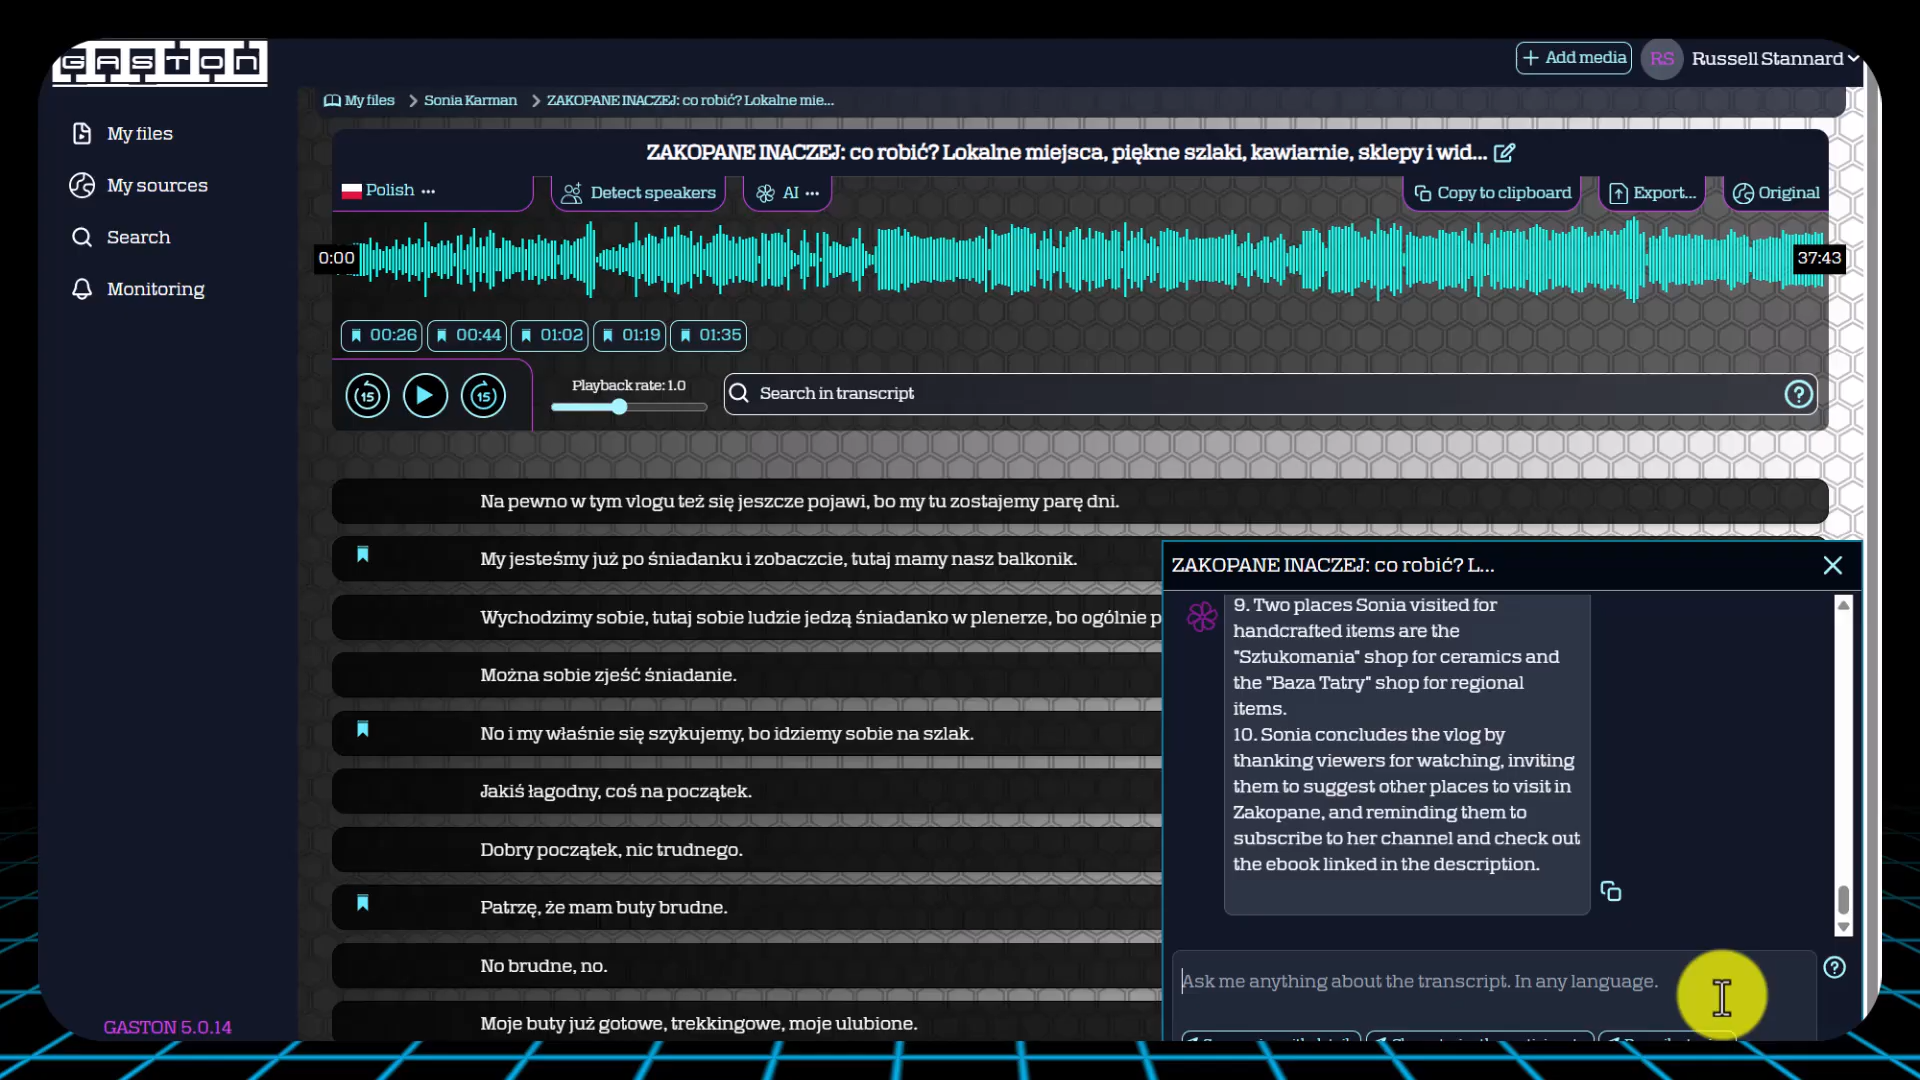 GASTON
+ Add media
RS
Russell Stannard
My files
My sources
Search
Monitoring
GASTON 5.0.14
My files > Sonia Karman > ZAKOPANE INACZEJ: co robić? Lokalne mie...
ZAKOPANE INACZEJ: co robić? Lokalne miejsca, piękne szlaki, kawiarnie, sklepy i wid...
Polish ...
Detect speakers
AI ...
Copy to clipboard
Export...
Original
0:00
37:43
00:26
00:44
01:02
01:19
01:35
15
15
Playback rate: 1.0
Search in transcript
?
Na pewno w tym vlogu też się jeszcze pojawi, bo my tu zostajemy parę dni.
My jesteśmy już po śniadanku i zobaczcie, tutaj mamy nasz balkonik.
Wychodzimy sobie, tutaj sobie ludzie jedzą śniadanko w plenerze, bo ogólnie p
Można sobie zjeść śniadanie.
No i my właśnie się szykujemy, bo idziemy sobie na szlak.
Jakiś łagodny, coś na początek.
Dobry początek, nic trudnego.
Patrzę, że mam buty brudne.
No brudne, no.
Moje buty już gotowe, trekkingowe, moje ulubione.
ZAKOPANE INACZEJ: co robić? L...
9. Two places Sonia visited for
handcrafted items are the
"Sztukomania" shop for ceramics and
the "Baza Tatry" shop for regional
items.
10. Sonia concludes the vlog by
thanking viewers for watching, inviting
them to suggest other places to visit in
Zakopane, and reminding them to
subscribe to her channel and check out
the ebook linked in the description.
Ask me anything about the transcript. In any language.
?